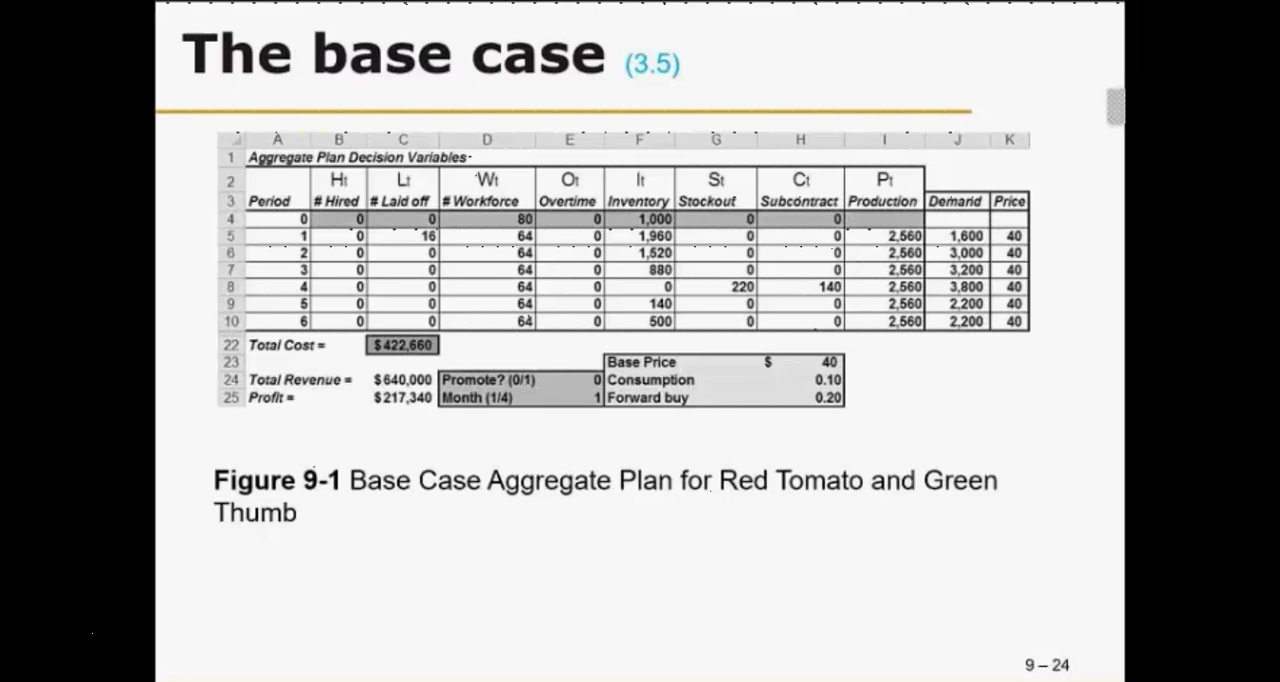 The base case (3.5)
A B C D E F G H I J K
1 Aggregate Plan Decision Variables
2 Ht Lt Wt Ot It St Ct Pt
3 Period # Hired # Laid off # Workforce Overtime Inventory Stockout Subcontract Production Demand Price
4 0 0 0 80 0 1,000 0 0
5 1 0 16 64 0 1,960 0 0 2,560 1,600 40
6 2 0 0 64 0 1,520 0 0 2,560 3,000 40
7 3 0 0 64 0 880 0 0 2,560 3,200 40
8 4 0 0 64 0 0 220 140 2,560 3,800 40
9 5 0 0 64 0 140 0 0 2,560 2,200 40
10 6 0 0 64 0 500 0 0 2,560 2,200 40
22 Total Cost = $422,660
23 Base Price $ 40
24 Total Revenue = $640,000 Promote? (0/1) 0 Consumption 0.10
25 Profit = $217,340 Month (1/4) 1 Forward buy 0.20
Figure 9-1 Base Case Aggregate Plan for Red Tomato and Green
Thumb
9 – 24